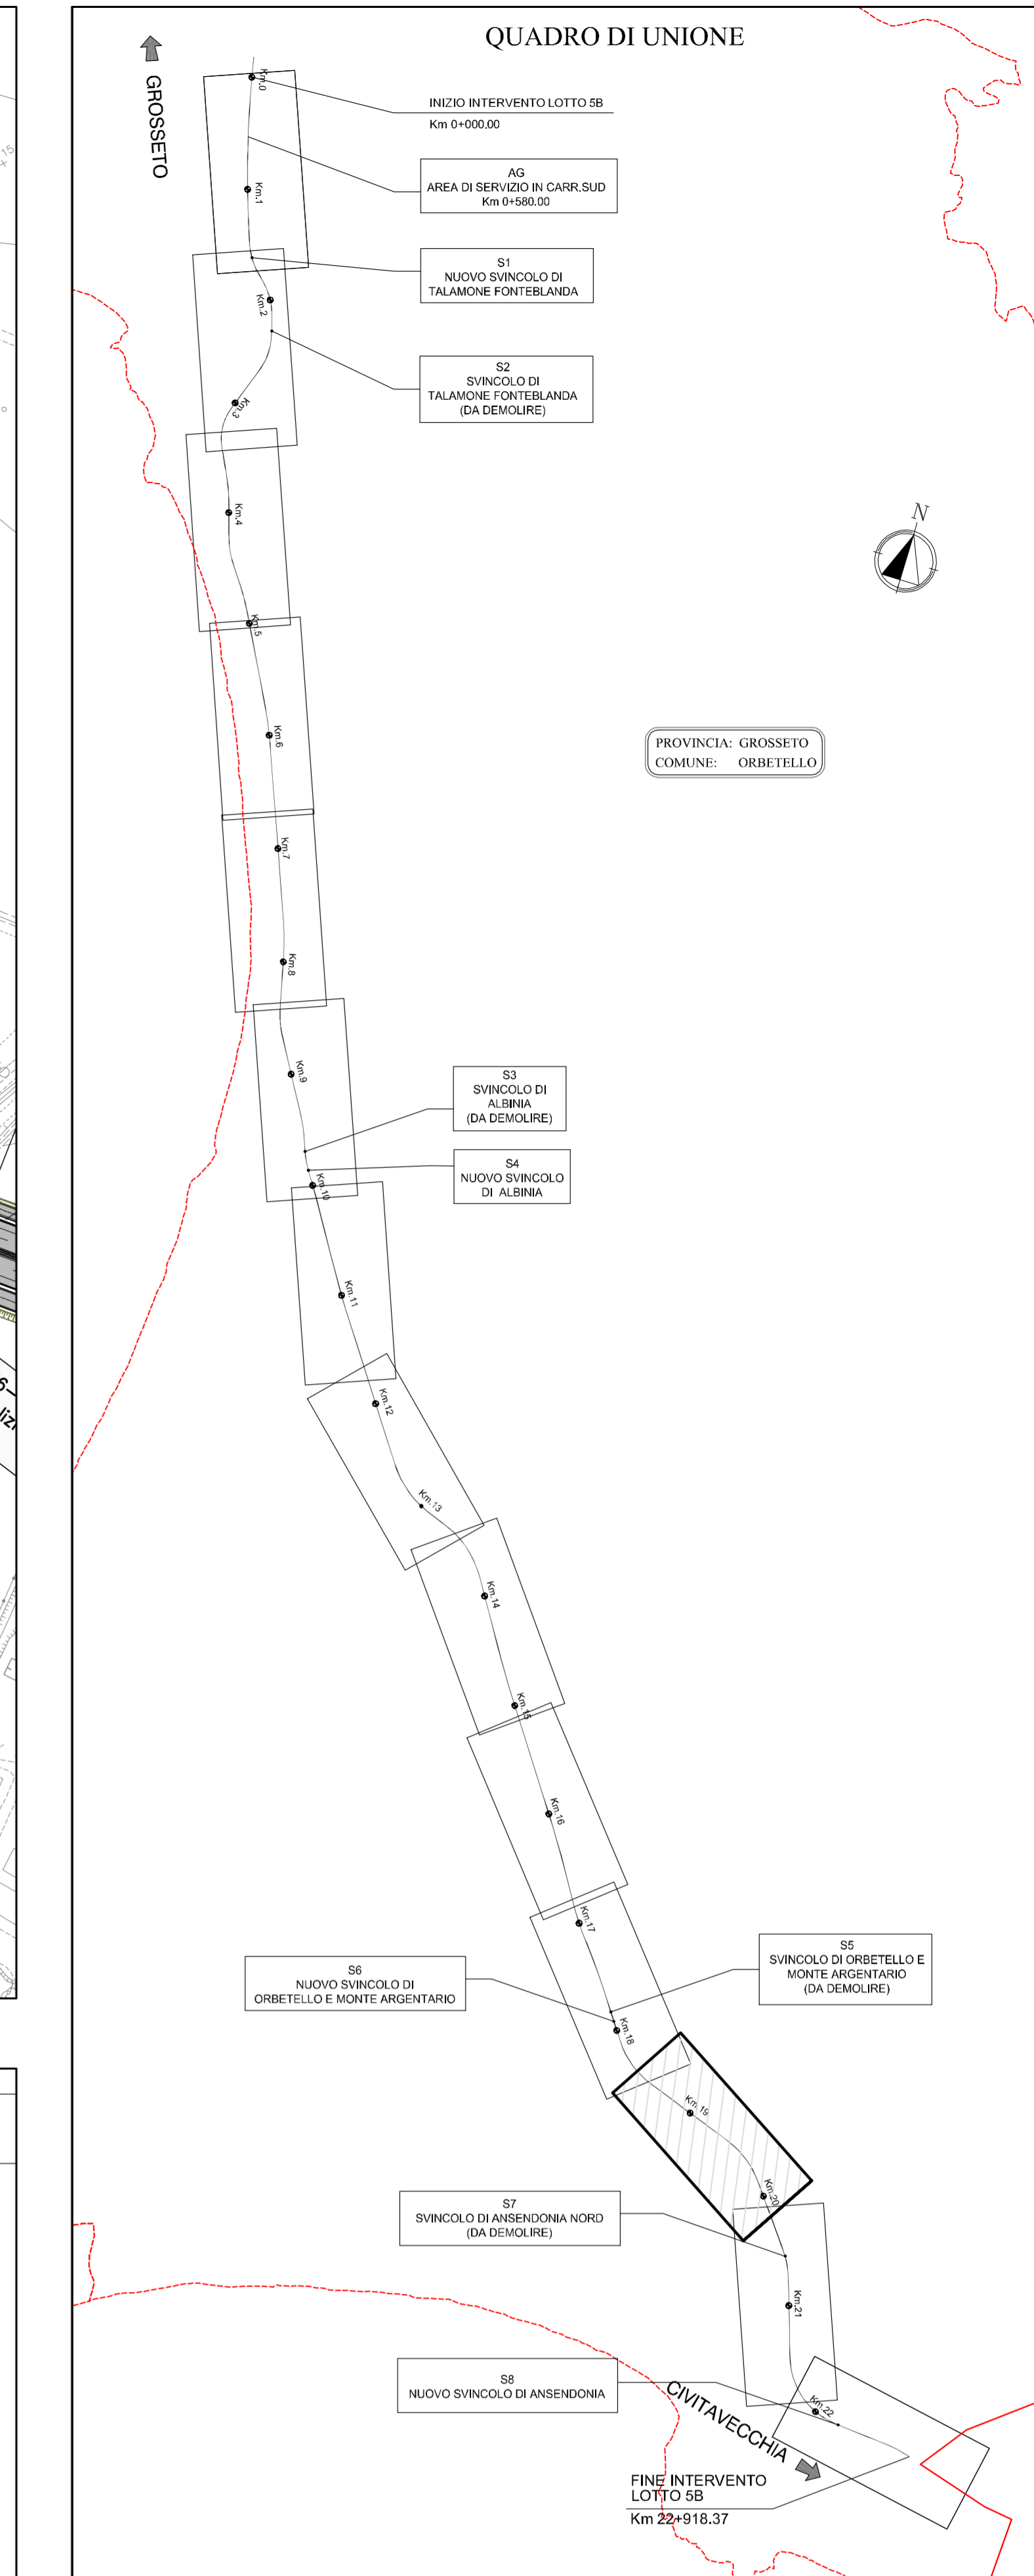 QUADRO DI UNIONE
GROSSETO
Km.0
INIZIO INTERVENTO LOTTO 5B
Km 0+000.00
15
AG
AREA DI SERVIZIO IN CARR.SUD
Km 0+580.00
Km.1
S1
NUOVO SVINCOLO DI
TALAMONE FONTEBLANDA
Km.2
S2
SVINCOLO DI
TALAMONE FONTEBLANDA
(DA DEMOLIRE)
Km.3
Km.4
N
Km.5
Km.6
PROVINCIA: GROSSETO
COMUNE: ORBETELLO
Km.7
Km.8
Km.9
S3
SVINCOLO DI
ALBINIA
(DA DEMOLIRE)
S4
NUOVO SVINCOLO
DI ALBINIA
Km.10
Km.11
Km.12
Km.13
Km.14
Km.15
Km.16
Km.17
S5
SVINCOLO DI ORBETELLO E
MONTE ARGENTARIO
(DA DEMOLIRE)
S6
NUOVO SVINCOLO DI
ORBETELLO E MONTE ARGENTARIO
Km.18
Km.19
Km.20
S7
SVINCOLO DI ANSENDONIA NORD
(DA DEMOLIRE)
Km.21
S8
NUOVO SVINCOLO DI ANSENDONIA
Km.22
CIVITAVECCHIA
FINE INTERVENTO
LOTTO 5B
Km 22+918.37